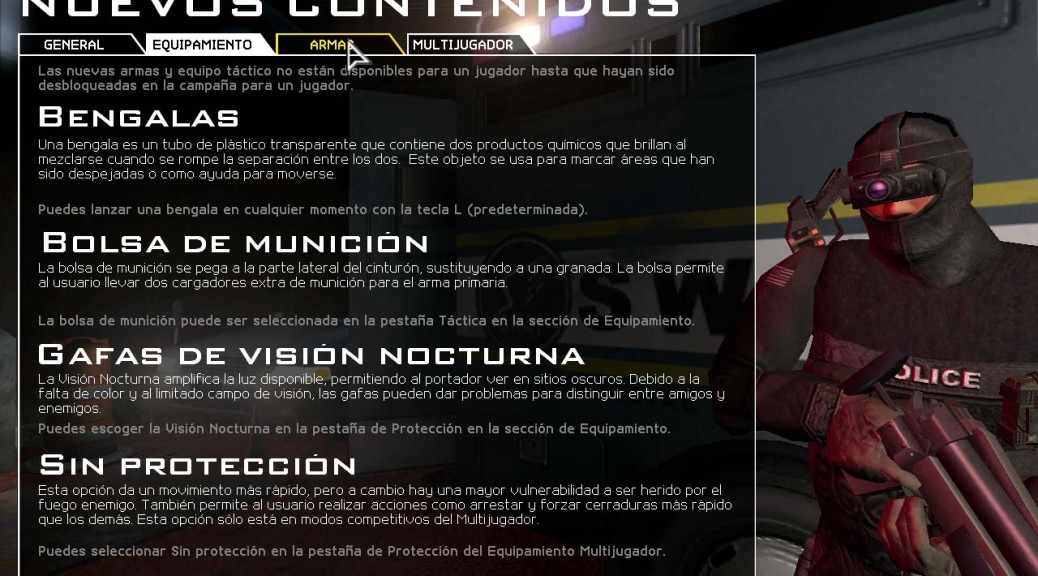 NUEVOS CONTENIDOS
GENERAL EQUIPAMIENTO ARMAS MULTIJUGADOR
Las nuevas armas y equipo táctico no están disponibles para un jugador hasta que hayan sido
desbloqueadas en la campaña para un jugador.
BENGALAS
Una bengala es un tubo de plástico transparente que contiene dos productos químicos que brillan al
mezclarse cuando se rompe la separación entre los dos. Este objeto se usa para marcar áreas que han
sido despejadas o como ayuda para moverse.
Puedes lanzar una bengala en cualquier momento con la tecla L (predeterminada).
BOLSA DE MUNICIÓN
La bolsa de munición se pega a la parte lateral del cinturón, sustituyendo a una granada. La bolsa permite
al usuario llevar dos cargadores extra de munición para el arma primaria.
La bolsa de munición puede ser seleccionada en la pestaña Táctica en la sección de Equipamiento.
GAFAS DE VISIÓN NOCTURNA
La Visión Nocturna amplifica la luz disponible, permitiendo al portador ver en sitios oscuros. Debido a la
falta de color y al limitado campo de visión, las gafas pueden dar problemas para distinguir entre amigos y
enemigos.
Puedes escoger la Visión Nocturna en la pestaña de Protección en la sección de Equipamiento.
SIN PROTECCIÓN
Esta opción da un movimiento más rápido, pero a cambio hay una mayor vulnerabilidad a ser herido por el
fuego enemigo. También permite al usuario realizar acciones como arrestar y forzar cerraduras más rápido
que los demás. Esta opción sólo está en modos competitivos del Multijugador.
Puedes seleccionar Sin protección en la pestaña de Protección del Equipamiento Multijugador.
SW
OLICE